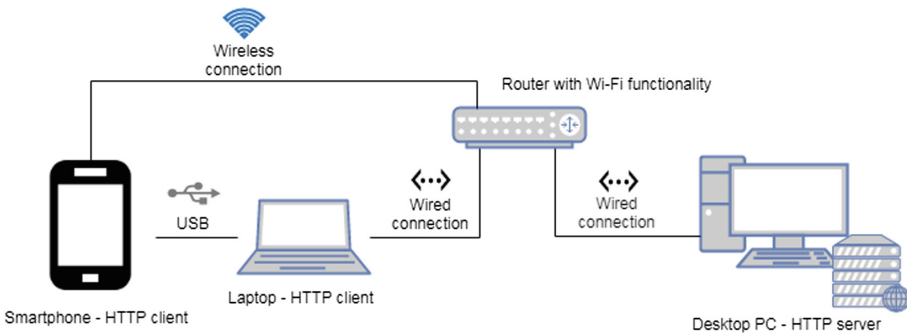 Wireless
connection
Router with Wi-Fi functionality
USB
Wired
connection
Wired
connection
Smartphone - HTTP client
Laptop - HTTP client
Desktop PC - HTTP server